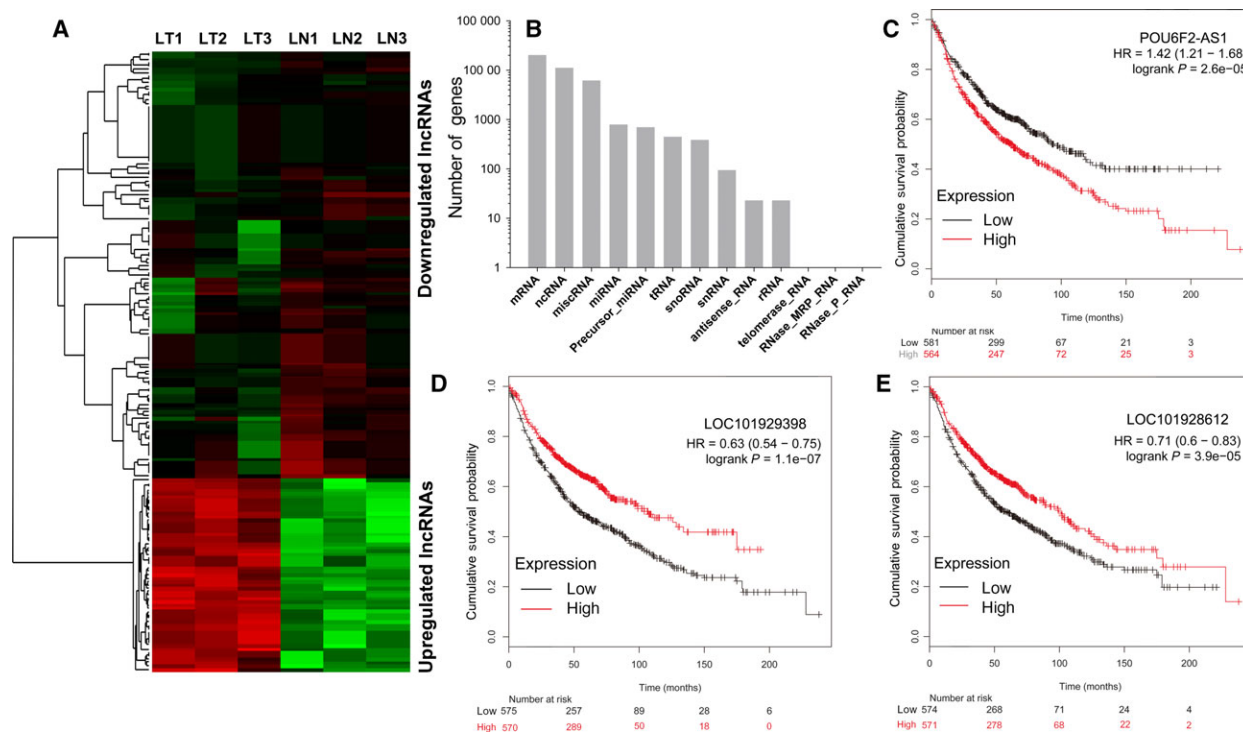 A
LT1 LT2 LT3 LN1 LN2 LN3
Downregulated lncRNAs
Upregulated lncRNAs
B
Number of genes
100 000
100 00
1000
100
10
1
mRNA
ncRNA
miscRNA
miRNA
Precursor_miRNA
tRNA
snoRNA
snRNA
antisense_RNA
rRNA
telomerase_RNA
RNase_MRP_RNA
RNase_P_RNA
C
POU6F2-AS1
HR = 1.42 (1.21 − 1.68
logrank P = 2.6e−05
Cumulative survival probability
1.0
0.8
0.6
0.4
0.2
0.0
Expression
Low
High
0 50 100 150 200
Time (months)
Number at risk
Low 581 299 67 21 3
High 564 247 72 25 3
D
LOC101929398
HR = 0.63 (0.54 − 0.75)
logrank P = 1.1e−07
Cumulative survival probability
1.0
0.8
0.6
0.4
0.2
0.0
Expression
Low
High
0 50 100 150 200
Time (months)
Number at risk
Low 575 257 89 28 6
High 570 289 50 18 0
E
LOC101928612
HR = 0.71 (0.6 − 0.83)
logrank P = 3.9e−05
Cumulative survival probability
1.0
0.8
0.6
0.4
0.2
0.0
Expression
Low
High
0 50 100 150 200
Time (months)
Number at risk
Low 574 268 71 24 4
High 571 278 68 22 2